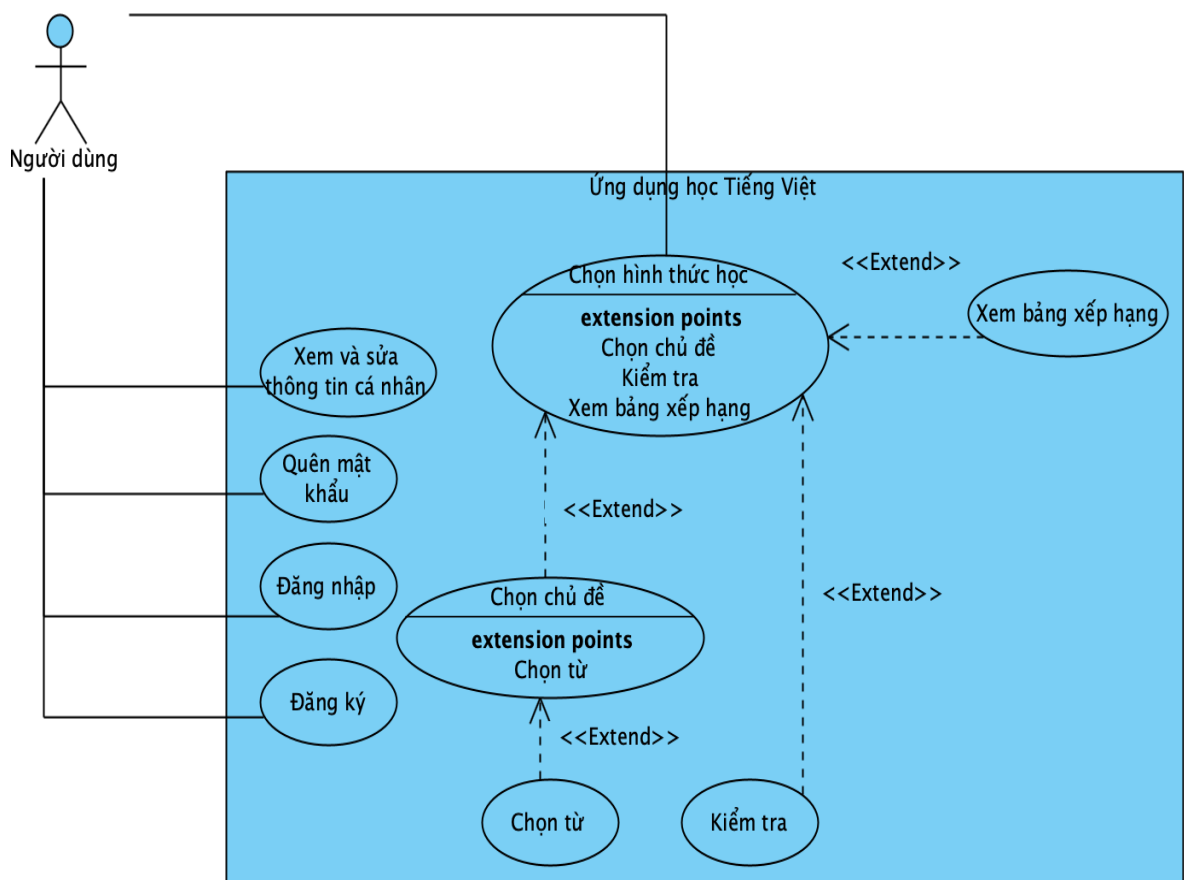 Người dùng
Ứng dụng học Tiếng Việt
Chọn hình thức học
extension points
Chọn chủ đề
Kiểm tra
Xem bảng xếp hạng
<<Extend>>
Xem bảng xếp hạng
Xem và sửa
thông tin cá nhân
Quên mật
khẩu
<<Extend>>
Đăng nhập
Chọn chủ đề
extension points
Chọn từ
<<Extend>>
Đăng ký
<<Extend>>
Chọn từ
Kiểm tra